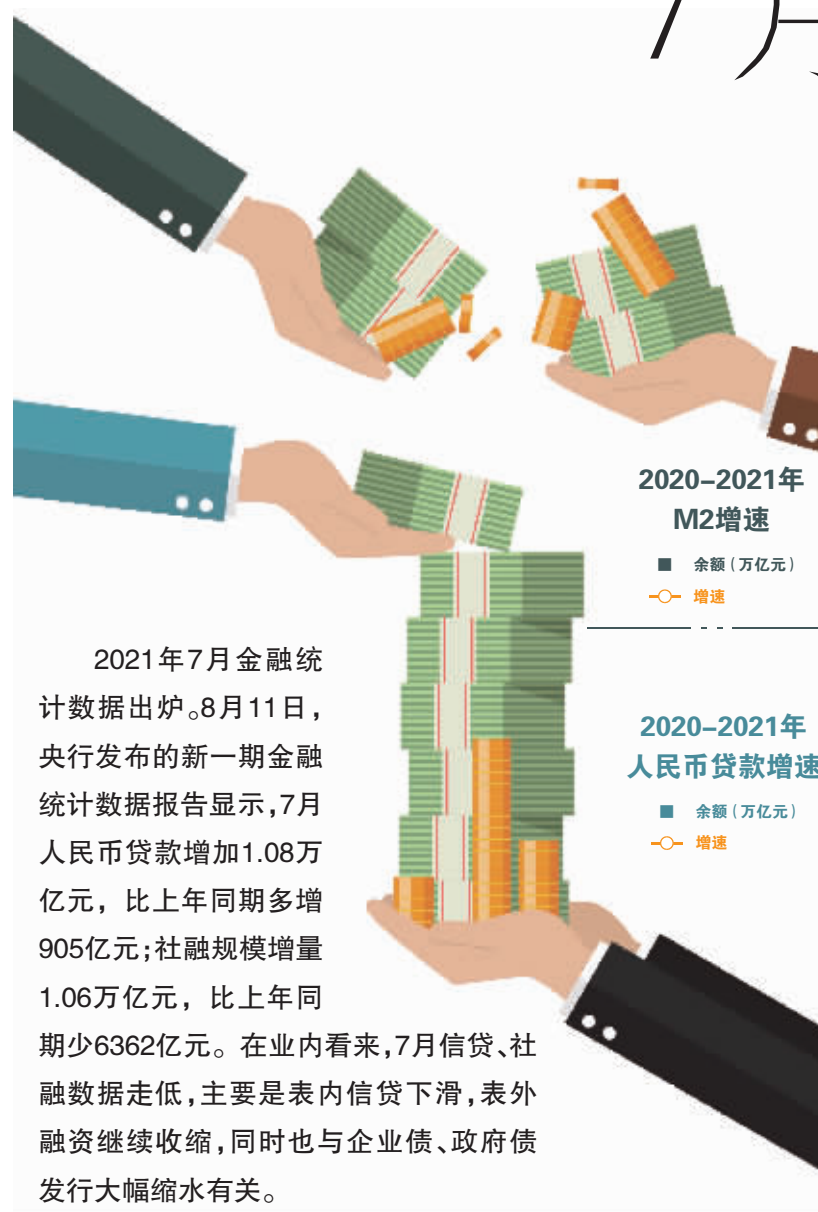 7月
2020–2021年
M2增速
余额(万亿元)
增速
2020–2021年
人民币贷款增速
余额(万亿元)
增速
2021年7月金融统
计数据出炉。8月11日,
央行发布的新一期金融
统计数据报告显示,7月
人民币贷款增加1.08万
亿元，比上年同期多增
905亿元;社融规模增量
1.06万亿元，比上年同
期少6362亿元。在业内看来,7月信贷、社
融数据走低,主要是表内信贷下滑,表外
融资继续收缩,同时也与企业债、政府债
发行大幅缩水有关。